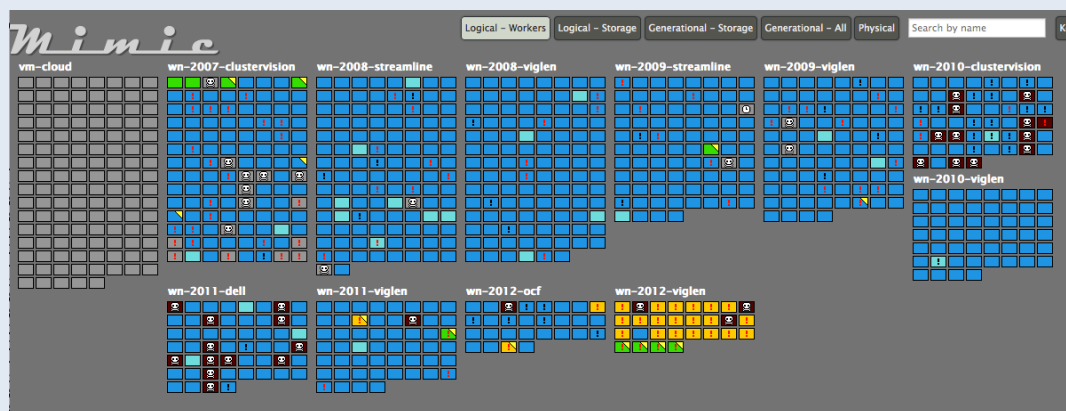 Mimic
Logical - Workers
Logical - Storage
Generational - Storage
Generational - All
Physical
Search by name
K
vm-cloud
wn-2007-clustervision
wn-2008-streamline
wn-2008-viglen
wn-2009-streamline
wn-2009-viglen
wn-2010-clustervision
wn-2010-viglen
wn-2011-dell
wn-2011-viglen
wn-2012-ocf
wn-2012-viglen